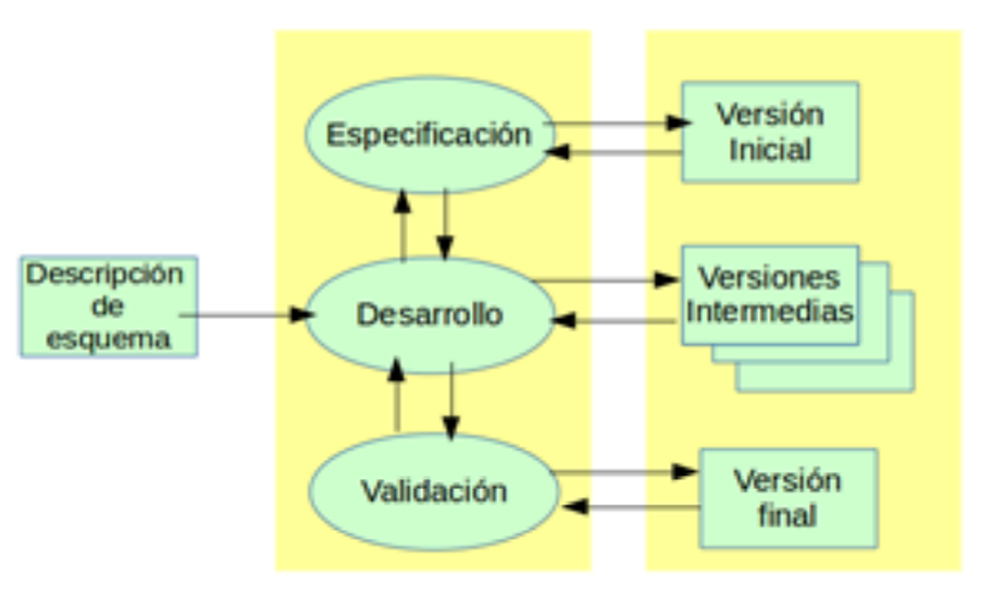 Especificación
Versión
Inicial
Descripción
de
esquema
Desarrollo
Versiones
Intermedias
Validación
Versión
final